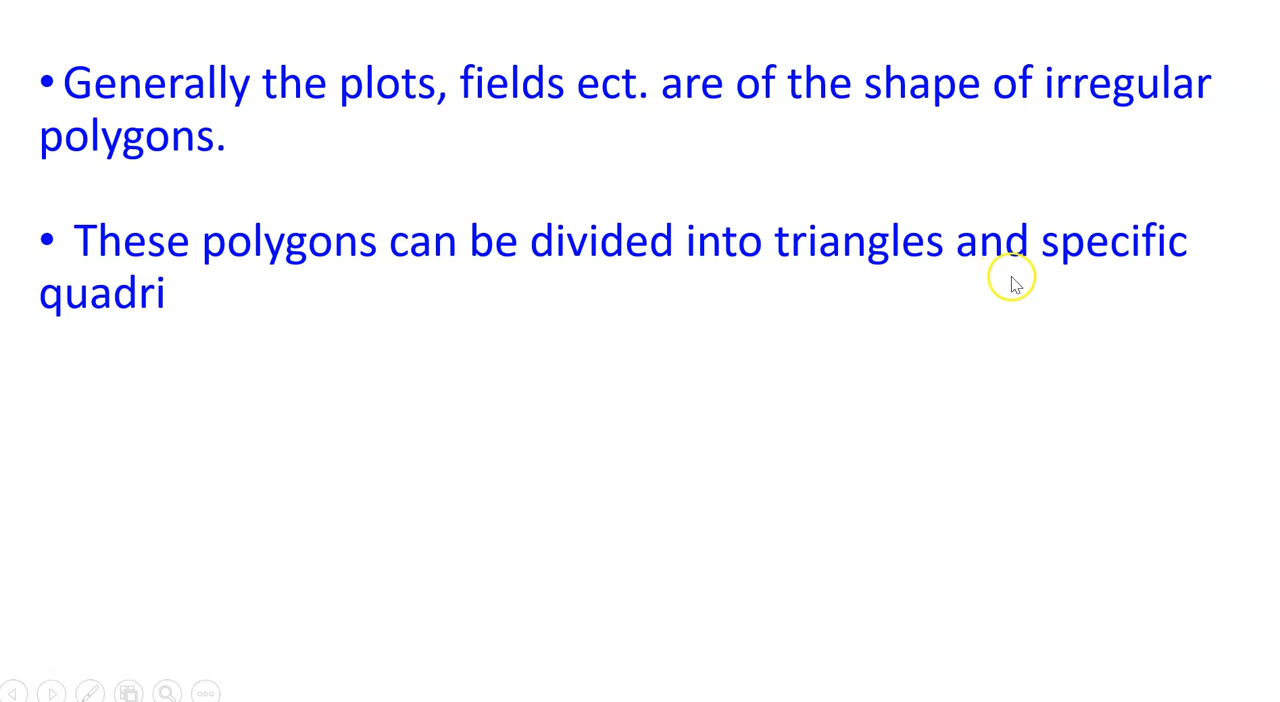 •Generally the plots, fields ect. are of the shape of irregular
polygons.
• These polygons can be divided into triangles and specific
quadri